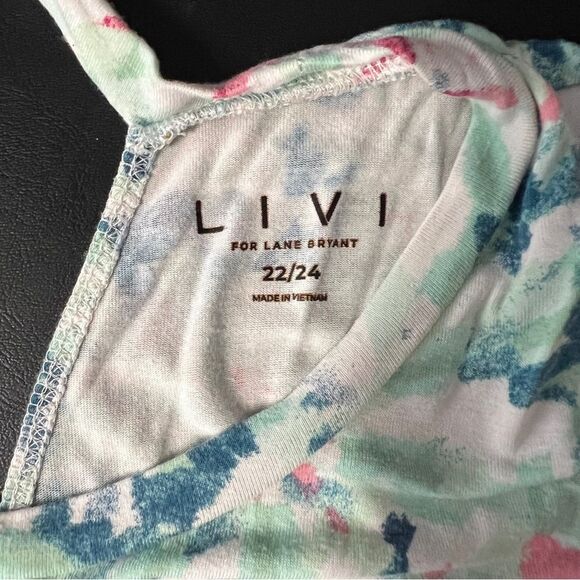 LIVI
FOR LANE BRYANT
22/24
MADE IN VIETNAM